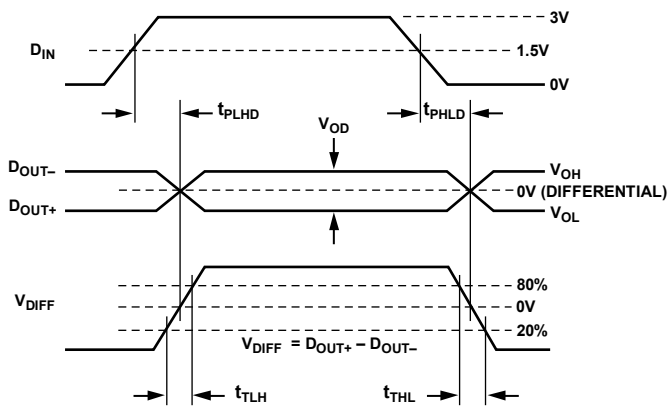 3V
D_IN
1.5V
0V
t_PLHD
t_PHLD
V_OD
D_OUT–
V_OH
0V (DIFFERENTIAL)
D_OUT+
V_OL
80%
V_DIFF
0V
20%
V_DIFF = D_OUT+ – D_OUT–
t_TLH
t_THL